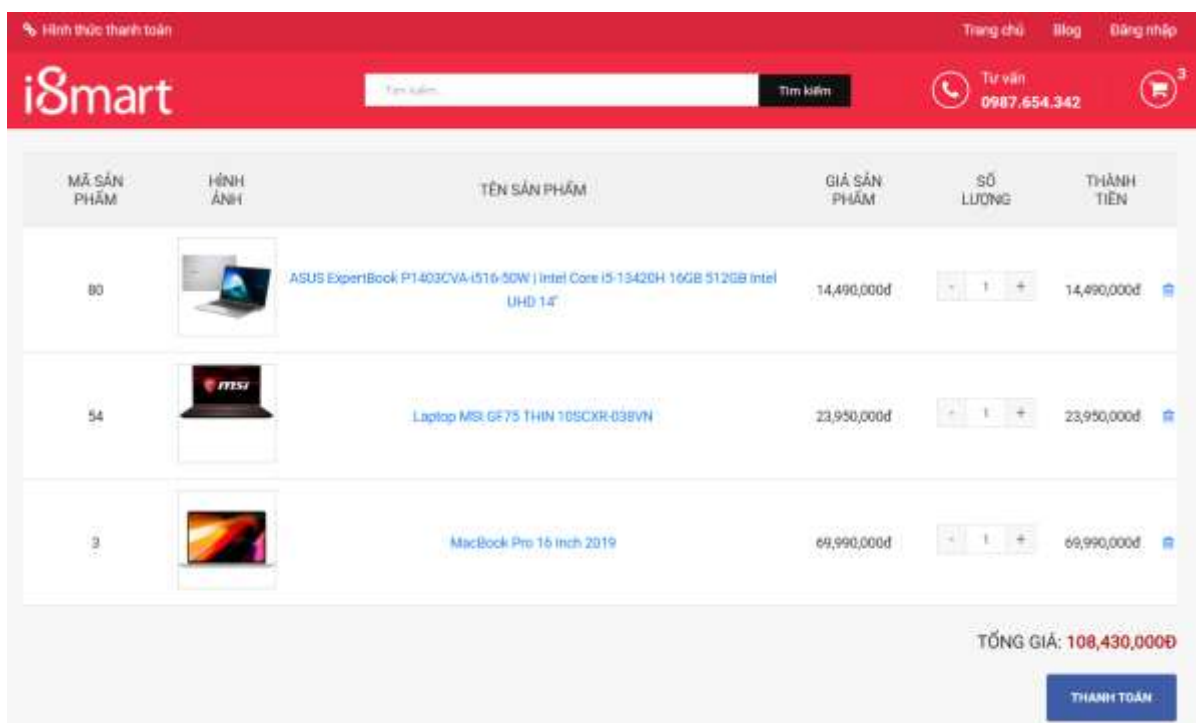 Hình thức thanh toán
Trang chủ Blog Đăng nhập
i8mart
Tìm kiếm...
Tìm kiếm
Tư vấn
0987.654.342
3
MÃ SẢN PHẨM
HÌNH ẢNH
TÊN SẢN PHẨM
GIÁ SẢN PHẨM
SỐ LƯỢNG
THÀNH TIỀN
80
ASUS ExpertBook P1403CVA-i516-50W | Intel Core i5-13420H 16GB 512GB Intel
UHD 14"
14,490,000đ
- 1 +
14,490,000đ
msi
54
Laptop MSI GF75 THIN 10SCXR-038VN
23,950,000đ
- 1 +
23,950,000đ
3
MacBook Pro 16 inch 2019
69,990,000đ
- 1 +
69,990,000đ
TỔNG GIÁ: 108,430,000Đ
THANH TOÁN